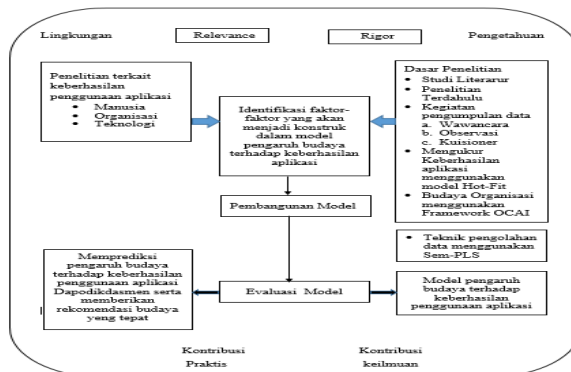 Lingkungan
Relevance
Rigor
Pengetahuan
Penelitian terkait
keberhasilan
penggunaan aplikasi
• Manusia
• Organisasi
• Teknologi
Identifikasi faktor-
faktor yang akan
menjadi konstruk
dalam model
pengaruh budaya
terhadap keberhasilan
aplikasi
Dasar Penelitian
• Studi Literarur
• Penelitian
Terdahulu
• Kegiatan
pengumpulan data
a. Wawancara
b. Observasi
c. Kuisioner
• Mengukur
Keberhasilan
aplikasi
menggunakan
model Hot-Fit
• Budaya Organisasi
menggunakan
Framework OCAI
Pembangunan Model
• Teknik pengolahan
data menggunakan
Sem-PLS
Memprediksi
pengaruh budaya
terhadap keberhasilan
penggunaan aplikasi
Dapodikdasmen serta
memberikan
rekomendasi budaya
yeng tepat
Evaluasi Model
Model pengaruh
budaya terhadap
keberhasilan
penggunaan aplikasi
Kontribusi
Praktis
Kontribusi
keilmuan